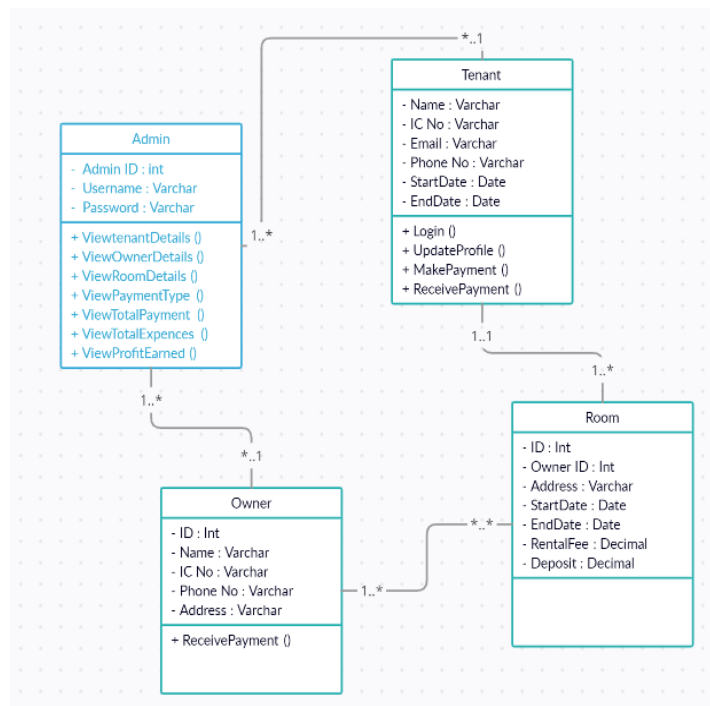 *..1
Tenant
- Name : Varchar
- IC No : Varchar
- Email : Varchar
- Phone No : Varchar
- StartDate : Date
- EndDate : Date
+ Login ()
+ UpdateProfile ()
+ MakePayment ()
+ ReceivePayment ()
Admin
- Admin ID : int
- Username : Varchar
- Password : Varchar
+ ViewtenantDetails ()
+ ViewOwnerDetails ()
+ ViewRoomDetails ()
+ ViewPaymentType ()
+ ViewTotalPayment ()
+ ViewTotalExpences ()
+ ViewProfitEarned ()
1..*
1..1
1..*
1..*
*..1
Room
- ID : Int
- Owner ID : Int
- Address : Varchar
- StartDate : Date
- EndDate : Date
- RentalFee : Decimal
- Deposit : Decimal
Owner
- ID : Int
- Name : Varchar
- IC No : Varchar
- Phone No : Varchar
- Address : Varchar
+ ReceivePayment ()
*..*
1..*